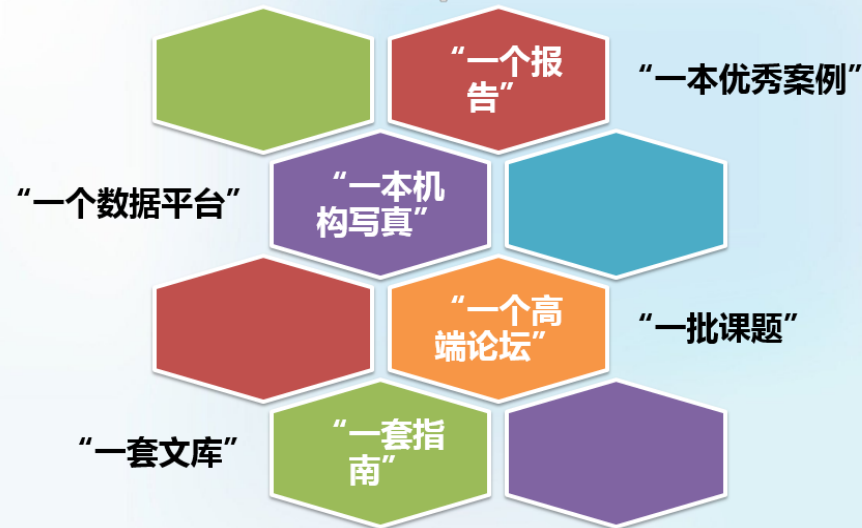 “一个报
告”
“一本优秀案例”
“一个数据平台”
“一本机
构写真”
“一个高
端论坛”
“一批课题”
“一套文库”
“一套指
南”